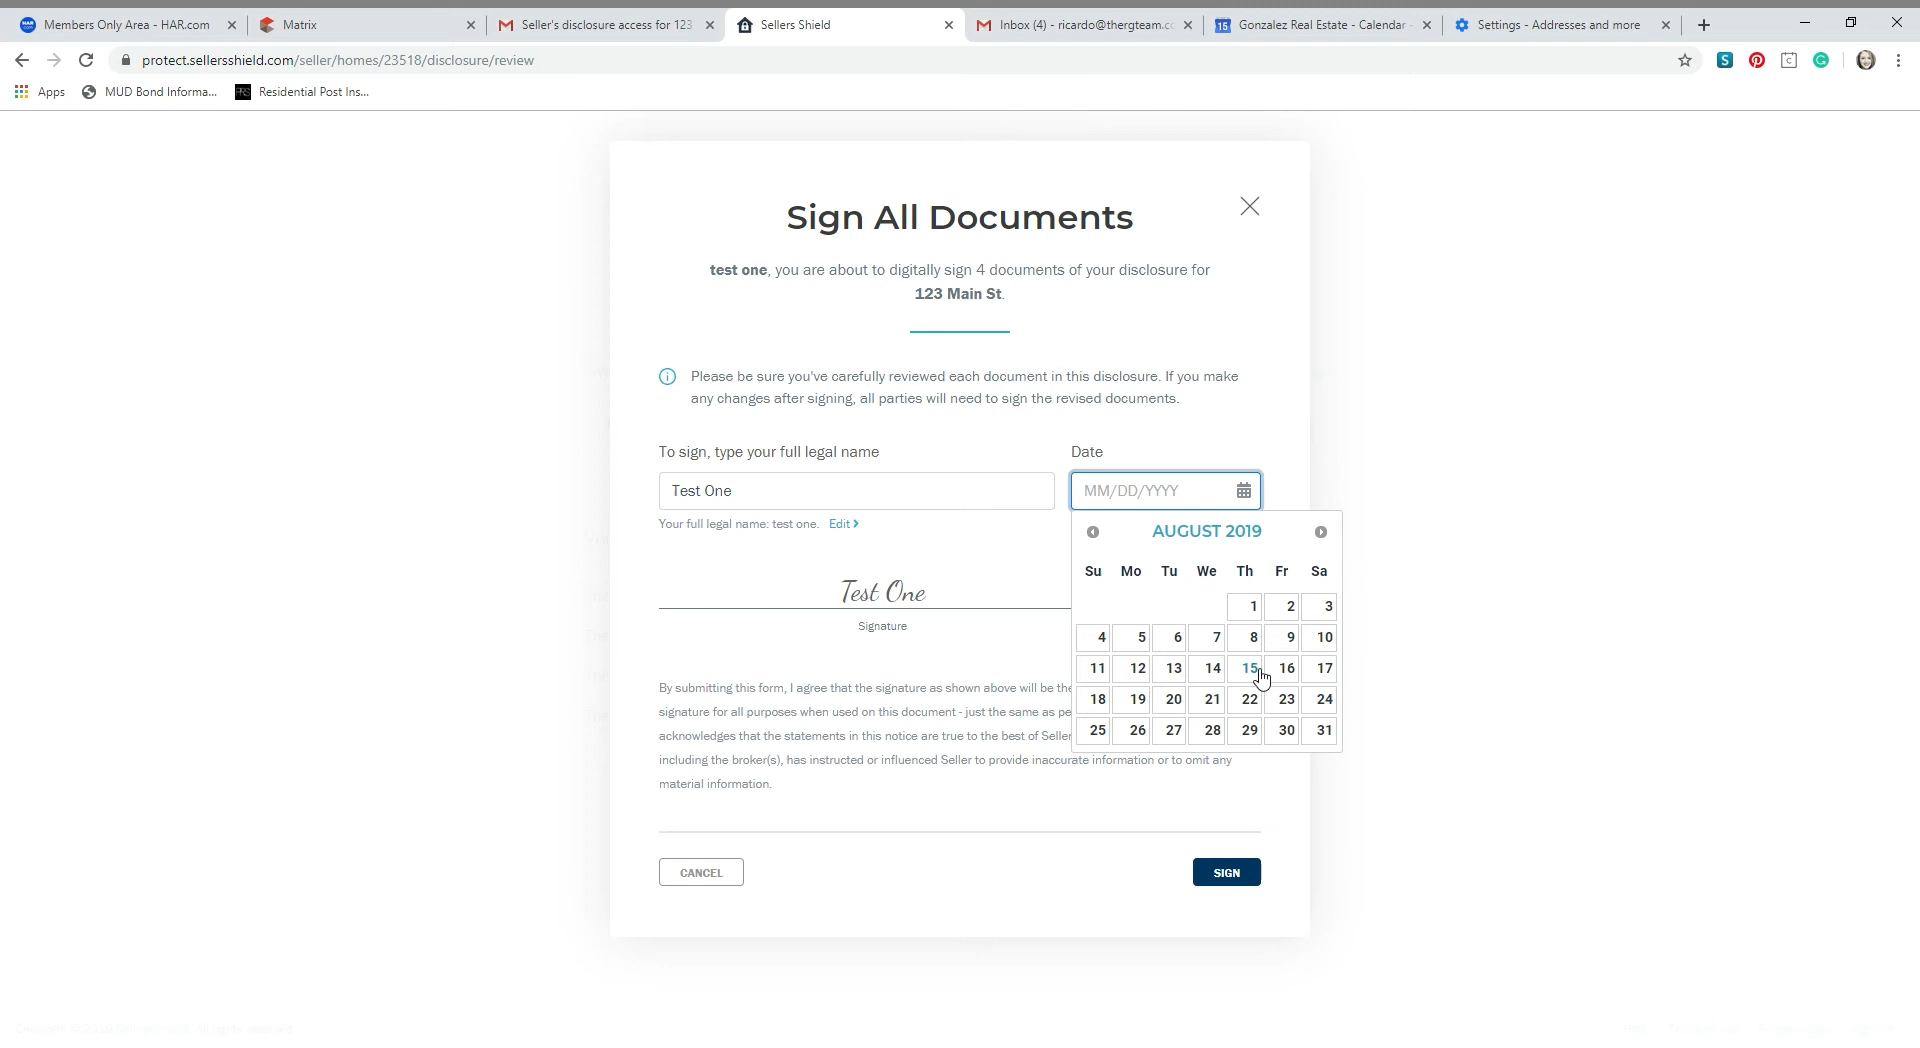 Members Only Area - HAR.com
Matrix
Seller's disclosure access for 123
Sellers Shield
Inbox (4) - ricardo@thergteam.cc
15 Gonzalez Real Estate - Calendar -
Settings - Addresses and more
protect.sellersshield.com/seller/homes/23518/disclosure/review
Apps
MUD Bond Informa...
Residential Post Ins...
Sign All Documents
test one, you are about to digitally sign 4 documents of your disclosure for
123 Main St.
Please be sure you've carefully reviewed each document in this disclosure. If you make
any changes after signing, all parties will need to sign the revised documents.
To sign, type your full legal name
Date
Test One
MM/DD/YYYY
Your full legal name: test one. Edit
AUGUST 2019
Su Mo Tu We Th Fr Sa
1 2 3
4 5 6 7 8 9 10
11 12 13 14 15 16 17
18 19 20 21 22 23 24
25 26 27 28 29 30 31
Test One
Signature
By submitting this form, I agree that the signature as shown above will be the
signature for all purposes when used on this document - just the same as pe
acknowledges that the statements in this notice are true to the best of Seller
including the broker(s), has instructed or influenced Seller to provide inaccurate information or to omit any
material information.
CANCEL
SIGN